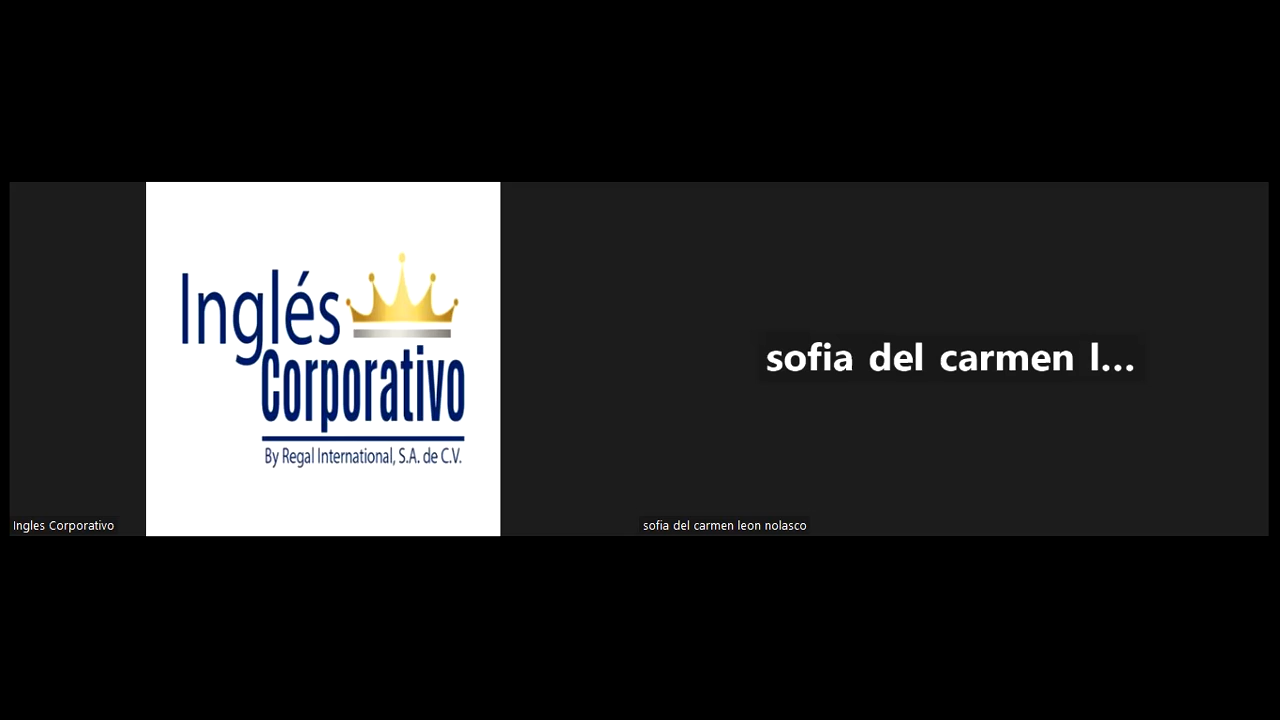 Inglés
Corporativo
By Regal International, S.A. de C.V.
Ingles Corporativo
sofia del carmen l...
sofia del carmen leon nolasco